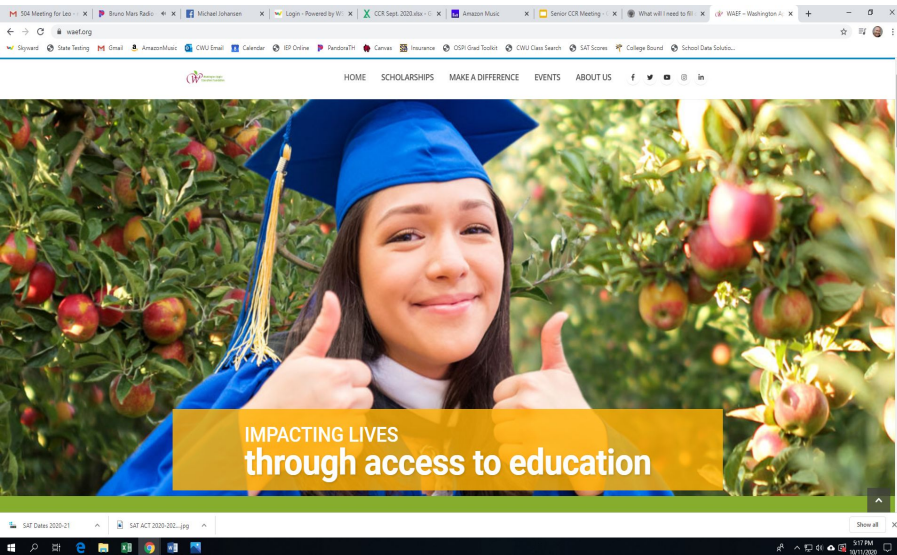 504 Meeting for Leo -
Bruno Mars Radio
Michael Johansen
Login - Powered by
CCR Sept. 2020.xlsx -
Amazon Music
Senior CCR Meeting -
What will I need to fill
WAEF – Washington
waef.org
Skyward
State Testing
Gmail
AmazonMusic
CWU Email
Calendar
IEP Online
PandoraTH
Canvas
Insurance
OSPI Grad Toolkit
CWU Class Search
SAT Scores
College Bound
School Data Solutio...
HOME
SCHOLARSHIPS
MAKE A DIFFERENCE
EVENTS
ABOUT US
IMPACTING LIVES
through access to education
SAT Dates 2020-21
SAT ACT 2020-202....jpg
Show all
5:17 PM
10/11/2020